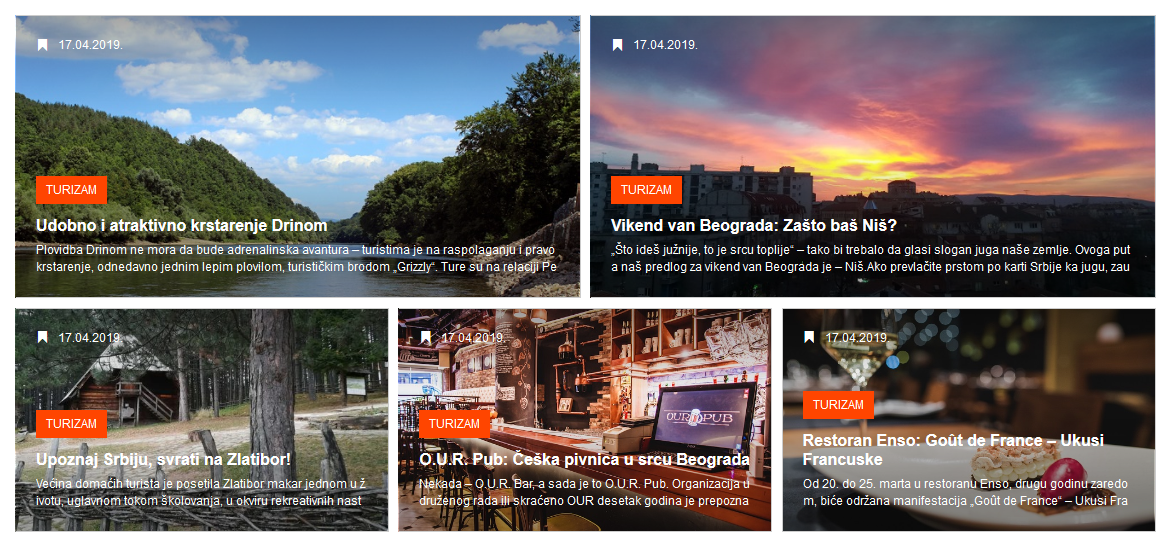 17.04.2019.
TURIZAM
Udobno i atraktivno krstarenje Drinom
Plovidba Drinom ne mora da bude adrenalinska avantura – turistima je na raspolaganju i pravo
krstarenje, odnedavno jednim lepim plovilom, turističkim brodom „Grizzly“. Ture su na relaciji Pe
17.04.2019.
TURIZAM
Vikend van Beograda: Zašto baš Niš?
„Što ideš južnije, to je srcu toplije“ – tako bi trebalo da glasi slogan juga naše zemlje. Ovoga put
a naš predlog za vikend van Beograda je – Niš.Ako prevlačite prstom po karti Srbije ka jugu, zau
17.04.2019.
TURIZAM
Upoznaj Srbiju, svrati na Zlatibor!
Većina domaćih turista je posetila Zlatibor makar jednom u ž
ivotu, uglavnom tokom školovanja, u okviru rekreativnih nast
17.04.2019.
OUR PUB
TURIZAM
O.U.R. Pub: Češka pivnica u srcu Beograda
Nekada – O.U.R. Bar, a sada je to O.U.R. Pub. Organizacija u
druženog rada ili skraćeno OUR desetak godina je prepozna
17.04.2019.
TURIZAM
Restoran Enso: Goût de France – Ukusi
Francuske
Od 20. do 25. marta u restoranu Enso, drugu godinu zaredo
m, biće održana manifestacija „Goût de France“ – Ukusi Fra